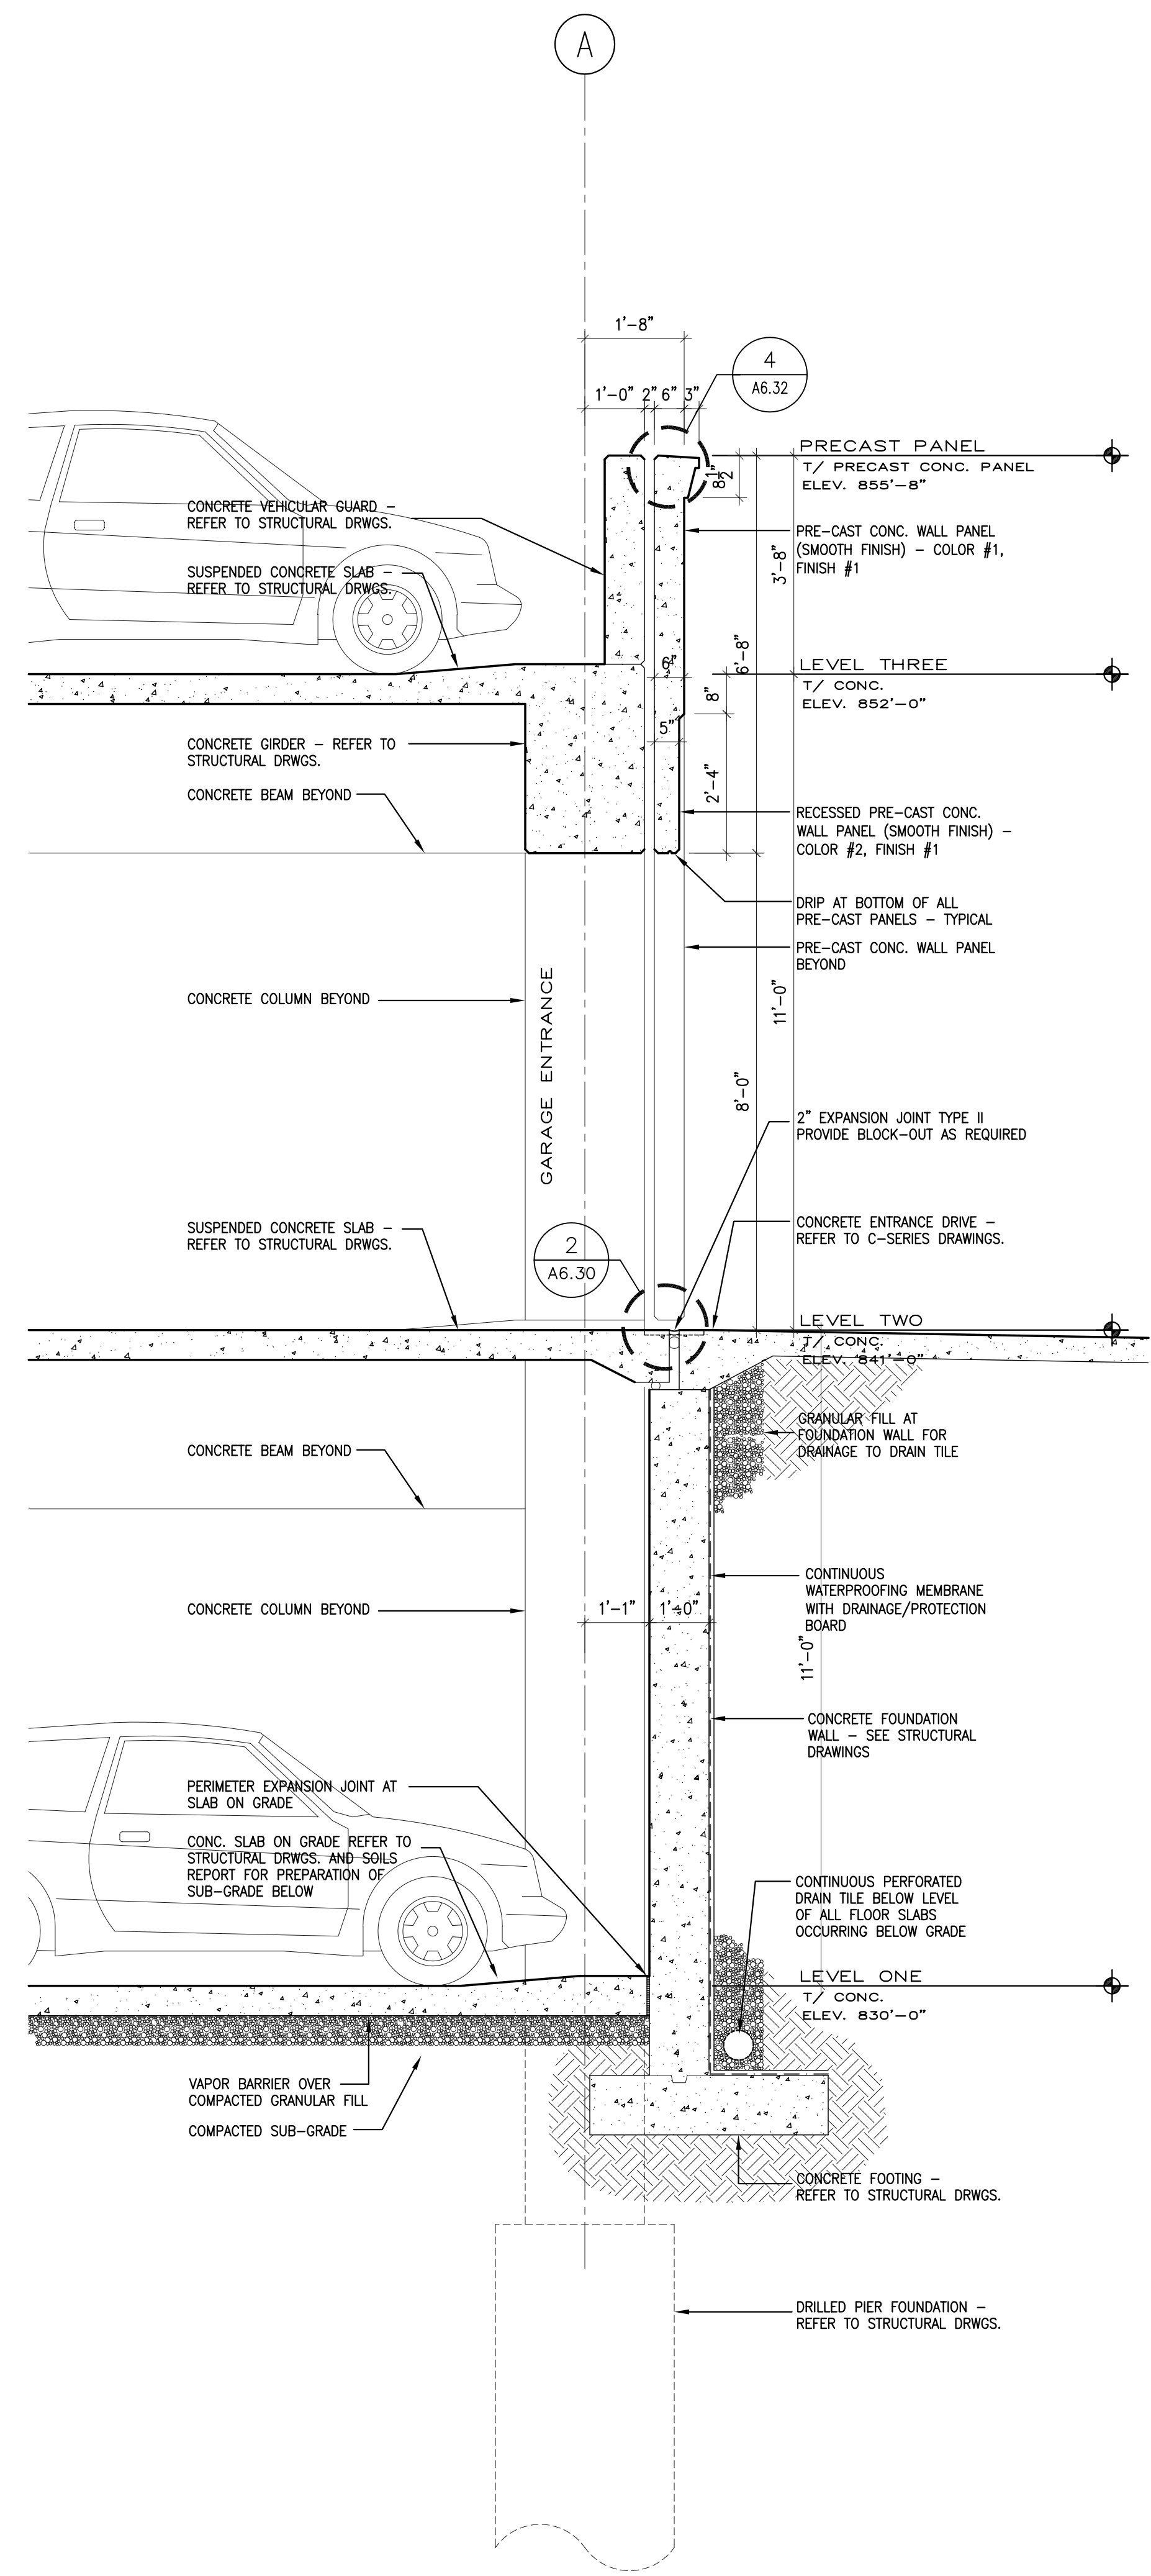 A
1'-8"
4
A6.32
1'-0" 2" 6" 3"
PRECAST PANEL
T/ PRECAST CONC. PANEL
ELEV. 855'-8"
8 1/2"
CONCRETE VEHICULAR GUARD -
REFER TO STRUCTURAL DRWGS.
PRE-CAST CONC. WALL PANEL
(SMOOTH FINISH) - COLOR #1,
FINISH #1
3'-8"
SUSPENDED CONCRETE SLAB -
REFER TO STRUCTURAL DRWGS.
6'-8"
6"
LEVEL THREE
T/ CONC.
ELEV. 852'-0"
8"
5"
CONCRETE GIRDER - REFER TO
STRUCTURAL DRWGS.
2'-4"
CONCRETE BEAM BEYOND
RECESSED PRE-CAST CONC.
WALL PANEL (SMOOTH FINISH) -
COLOR #2, FINISH #1
DRIP AT BOTTOM OF ALL
PRE-CAST PANELS - TYPICAL
PRE-CAST CONC. WALL PANEL
BEYOND
CONCRETE COLUMN BEYOND
GARAGE ENTRANCE
11'-0"
8'-0"
2" EXPANSION JOINT TYPE II
PROVIDE BLOCK-OUT AS REQUIRED
SUSPENDED CONCRETE SLAB -
REFER TO STRUCTURAL DRWGS.
CONCRETE ENTRANCE DRIVE -
REFER TO C-SERIES DRAWINGS.
2
A6.30
LEVEL TWO
T/ CONC.
ELEV. 841'-0"
GRANULAR FILL AT
FOUNDATION WALL FOR
DRAINAGE TO DRAIN TILE
CONCRETE BEAM BEYOND
CONTINUOUS
WATERPROOFING MEMBRANE
WITH DRAINAGE/PROTECTION
BOARD
CONCRETE COLUMN BEYOND
1'-1" 1'-0"
11'-0"
CONCRETE FOUNDATION
WALL - SEE STRUCTURAL
DRAWINGS
PERIMETER EXPANSION JOINT AT
SLAB ON GRADE
CONC. SLAB ON GRADE REFER TO
STRUCTURAL DRWGS. AND SOILS
REPORT FOR PREPARATION OF
SUB-GRADE BELOW
CONTINUOUS PERFORATED
DRAIN TILE BELOW LEVEL
OF ALL FLOOR SLABS
OCCURRING BELOW GRADE
LEVEL ONE
T/ CONC.
ELEV. 830'-0"
VAPOR BARRIER OVER
COMPACTED GRANULAR FILL
COMPACTED SUB-GRADE
CONCRETE FOOTING -
REFER TO STRUCTURAL DRWGS.
DRILLED PIER FOUNDATION -
REFER TO STRUCTURAL DRWGS.